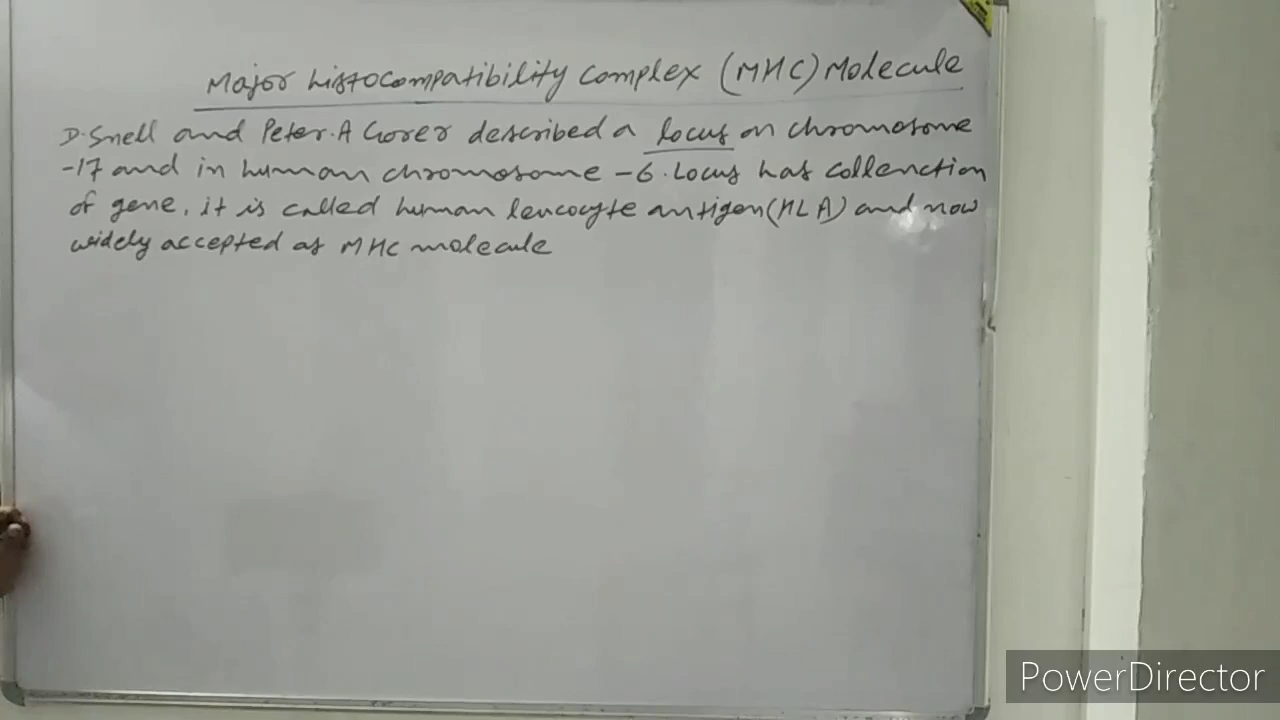 Major histocompatibility complex (MHC) Molecule
D. Snell and Peter. A Gorer described a locus on chromosome
-17 and in human chromosome -6. Locus has collenction
of gene, it is called human leucocyte antigen (HLA) and now
widely accepted as MHC molecule
PowerDirector